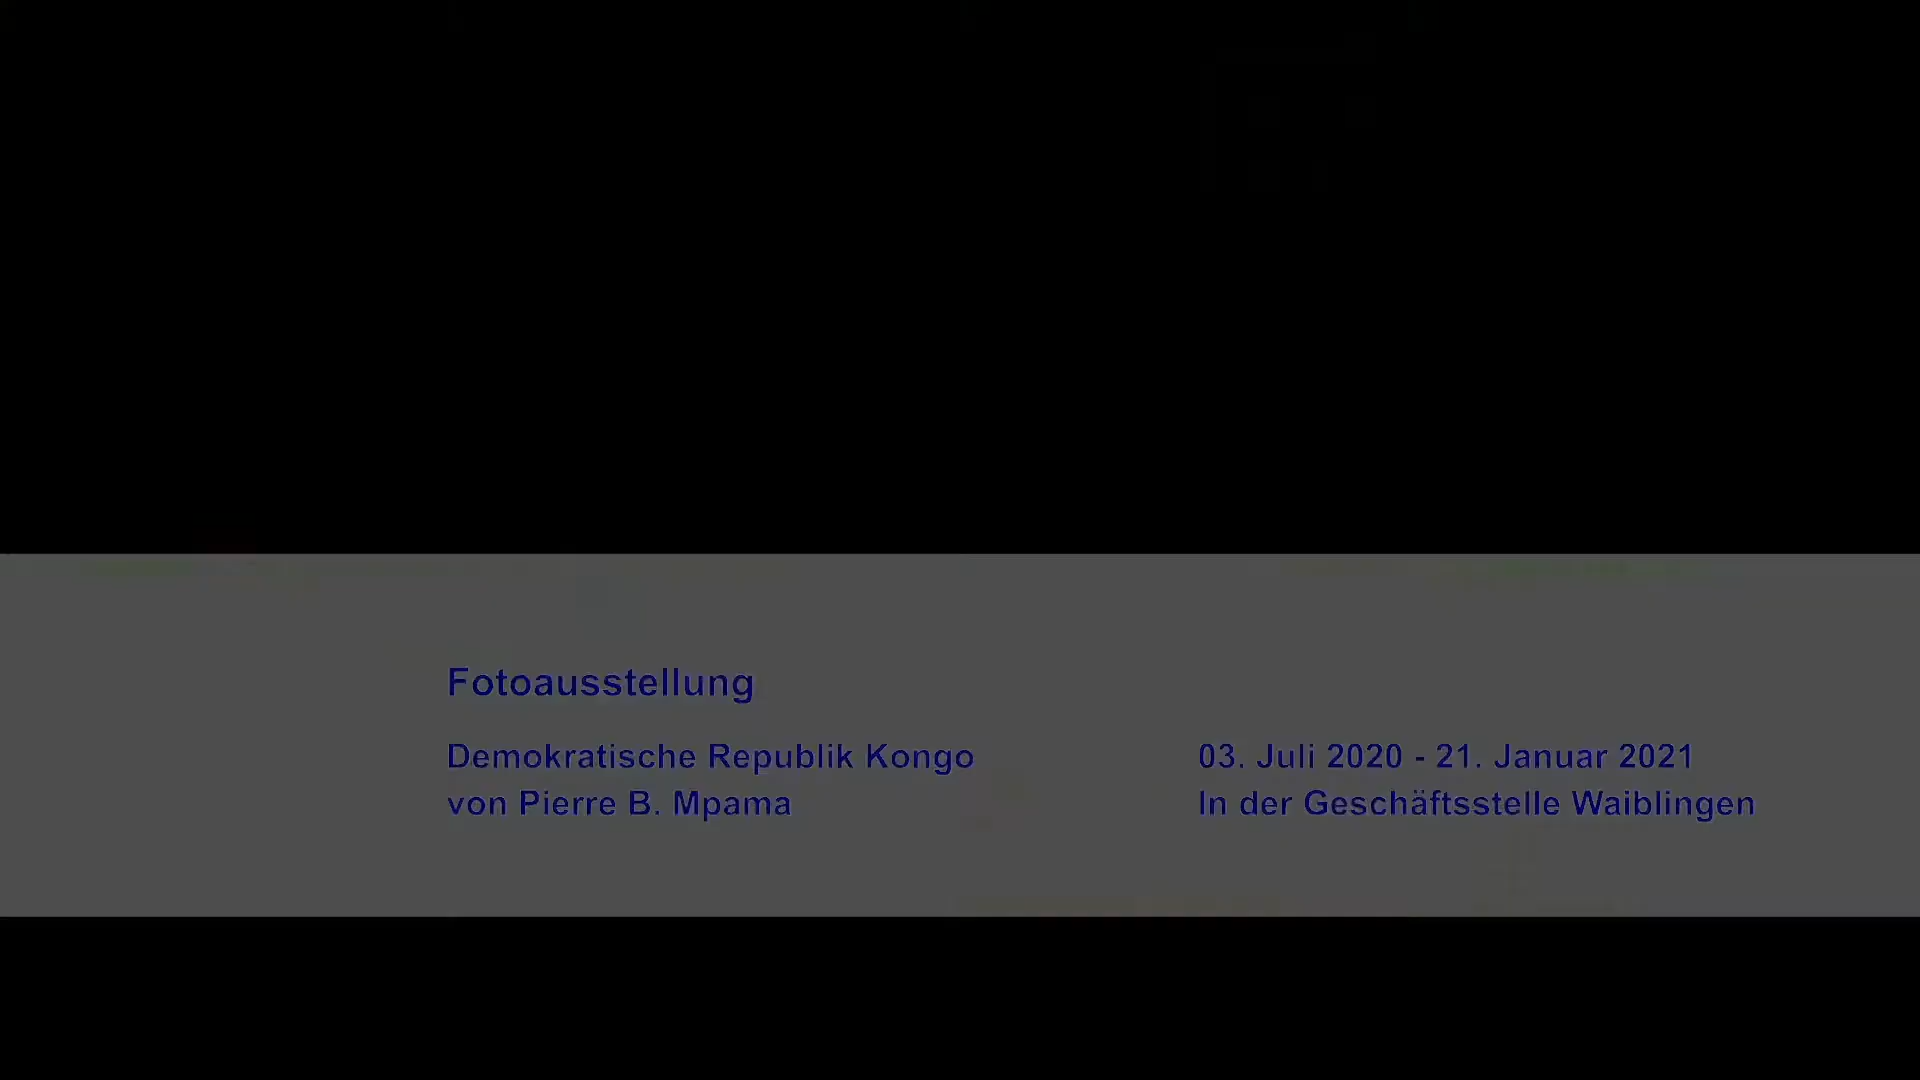 Fotoausstellung
Demokratische Republik Kongo
von Pierre B. Mpama
03. Juli 2020 - 21. Januar 2021
In der Geschäftsstelle Waiblingen